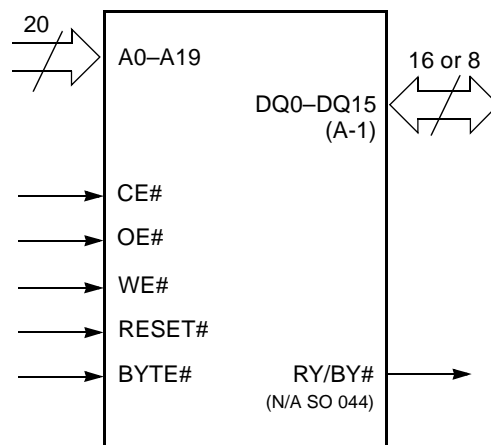 20
A0–A19
16 or 8
DQ0–DQ15
(A-1)
CE#
OE#
WE#
RESET#
BYTE#
RY/BY#
(N/A SO 044)